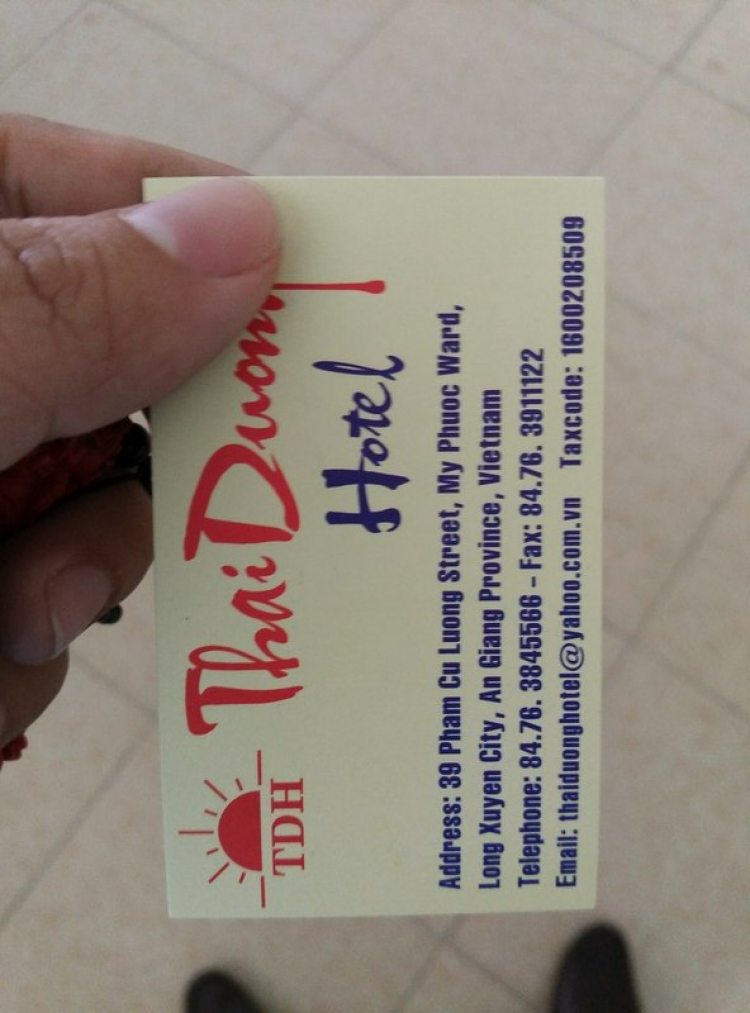 TDH
Thai Duong
Hotel
Address: 39 Pham Cu Luong Street, My Phuoc Ward,
Long Xuyen City, An Giang Province, Vietnam
Telephone: 84.76. 3845566 - Fax: 84.76. 3911122
Email: thaiduonghotel@yahoo.com.vn Taxcode: 1600208509